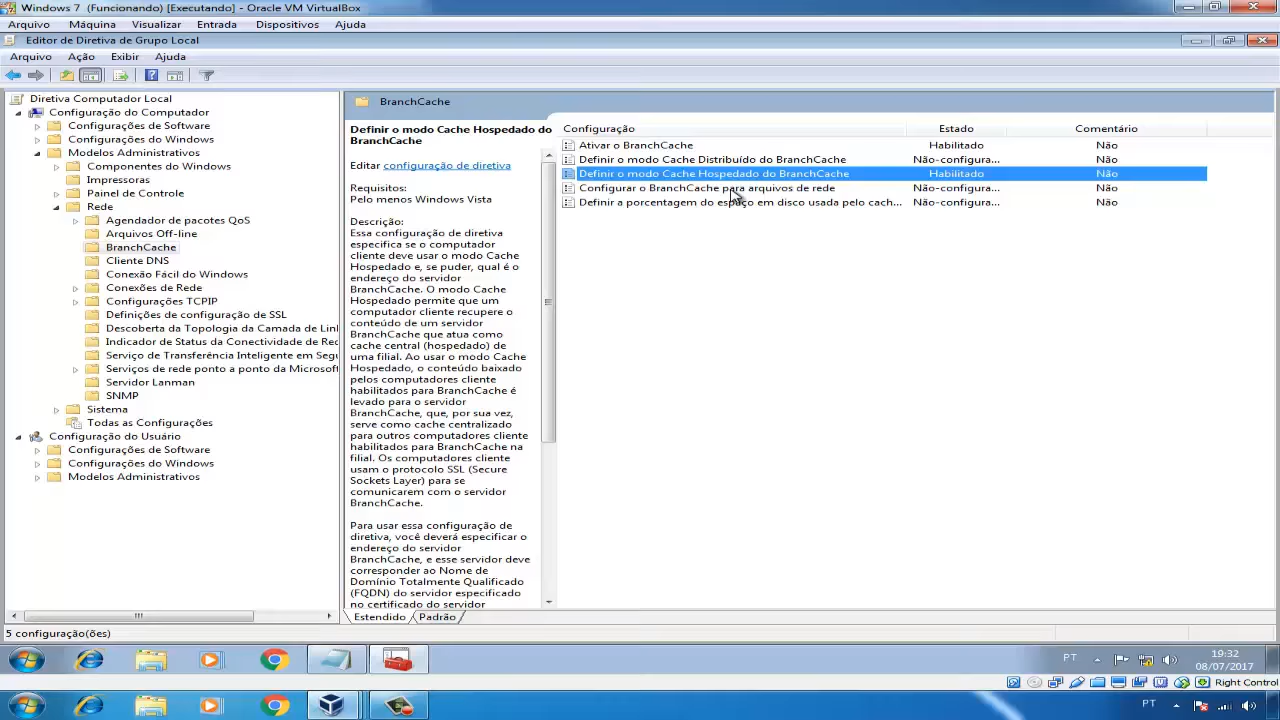 Windows 7 (Funcionando) [Executando] - Oracle VM VirtualBox
Arquivo Máquina Visualizar Entrada Dispositivos Ajuda
Editor de Diretiva de Grupo Local
Arquivo Ação Exibir Ajuda
Diretiva Computador Local
Configuração do Computador
Configurações de Software
Configurações do Windows
Modelos Administrativos
Componentes do Windows
Impressoras
Painel de Controle
Rede
Agendador de pacotes QoS
Arquivos Off-line
BranchCache
Cliente DNS
Conexão Fácil do Windows
Conexões de Rede
Configurações TCPIP
Definições de configuração de SSL
Descoberta da Topologia da Camada de Lin
Indicador de Status da Conectividade de Rec
Serviço de Transferência Inteligente em Segu
Serviços de rede ponto a ponto da Microsof
Servidor Lanman
SNMP
Sistema
Todas as Configurações
Configuração do Usuário
Configurações de Software
Configurações do Windows
Modelos Administrativos
BranchCache
Definir o modo Cache Hospedado do
BranchCache
Editar configuração de diretiva
Requisitos:
Pelo menos Windows Vista
Descrição:
Essa configuração de diretiva
especifica se o computador
cliente deve usar o modo Cache
Hospedado e, se puder, qual é o
endereço do servidor
BranchCache. O modo Cache
Hospedado permite que um
computador cliente recupere o
conteúdo de um servidor
BranchCache que atua como
cache central (hospedado) de
uma filial. Ao usar o modo Cache
Hospedado, o conteúdo baixado
pelos computadores cliente
habilitados para BranchCache é
levado para o servidor
BranchCache, que, por sua vez,
serve como cache centralizado
para outros computadores cliente
habilitados para BranchCache na
filial. Os computadores cliente
usam o protocolo SSL (Secure
Sockets Layer) para se
comunicarem com o servidor
BranchCache.
Para usar essa configuração de
diretiva, você deverá especificar o
endereço do servidor
BranchCache, e esse servidor deve
corresponder ao Nome de
Domínio Totalmente Qualificado
(FQDN) do servidor especificado
no certificado do servidor
Configuração Estado Comentário
Ativar o BranchCache Habilitado Não
Definir o modo Cache Distribuído do BranchCache Não-configura... Não
Definir o modo Cache Hospedado do BranchCache Habilitado Não
Configurar o BranchCache para arquivos de rede Não-configura... Não
Definir a porcentagem do espaço em disco usada pelo cach... Não-configura... Não
Estendido Padrão
5 configuração(ões)
PT 19:32
08/07/2017
Right Control
PT